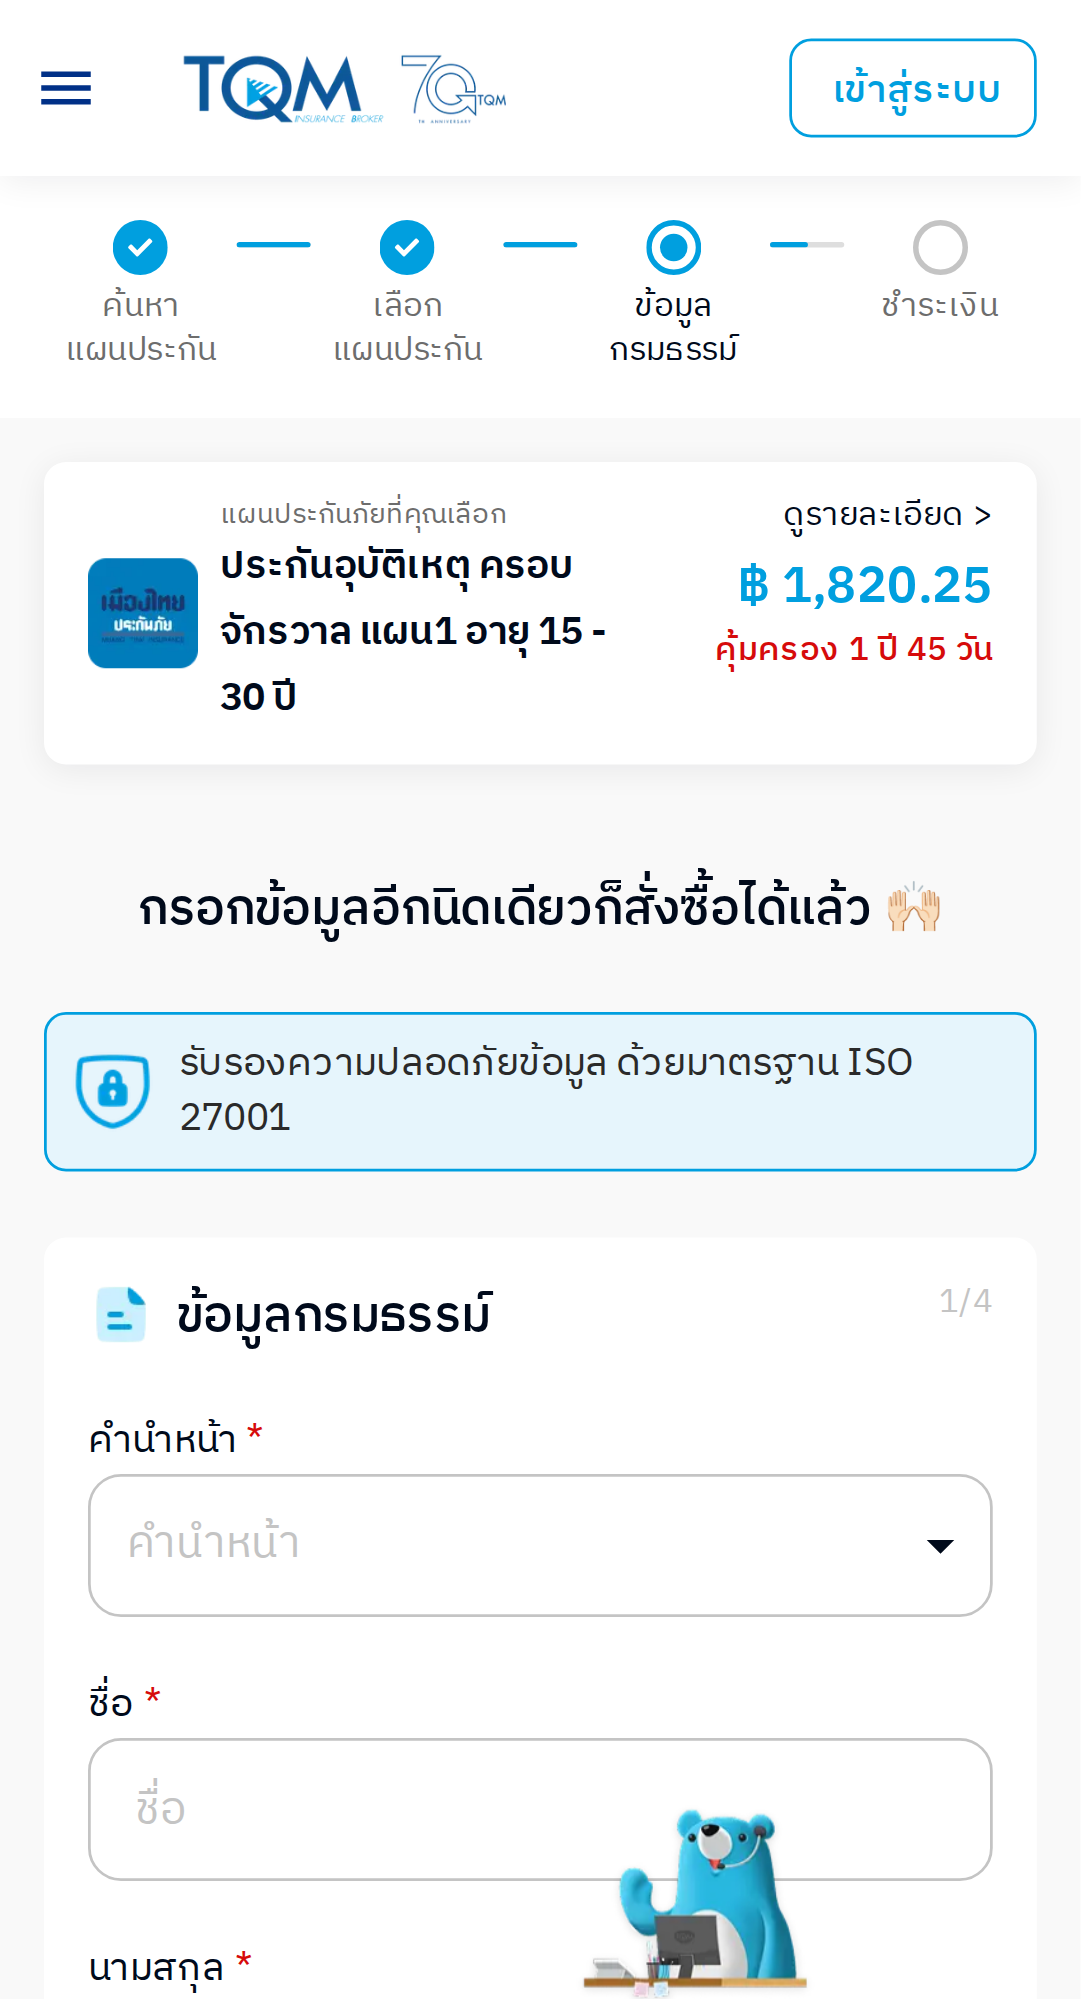 TQM
INSURANCE BROKER
70 TQM
TH ANNIVERSARY
เข้าสู่ระบบ
ค้นหา
แผนประกัน
เลือก
แผนประกัน
ข้อมูล
กรมธรรม์
ชำระเงิน
แผนประกันภัยที่คุณเลือก
ประกันอุบัติเหตุ ครอบ
จักรวาล แผน1 อายุ 15 -
30 ปี
เมืองไทย
ประกันภัย
ดูรายละเอียด >
฿ 1,820.25
คุ้มครอง 1 ปี 45 วัน
กรอกข้อมูลอีกนิดเดียวก็สั่งซื้อได้แล้ว 🙌🏻
รับรองความปลอดภัยข้อมูล ด้วยมาตรฐาน ISO
27001
ข้อมูลกรมธรรม์
1/4
คำนำหน้า *
คำนำหน้า
ชื่อ *
ชื่อ
นามสกุล *